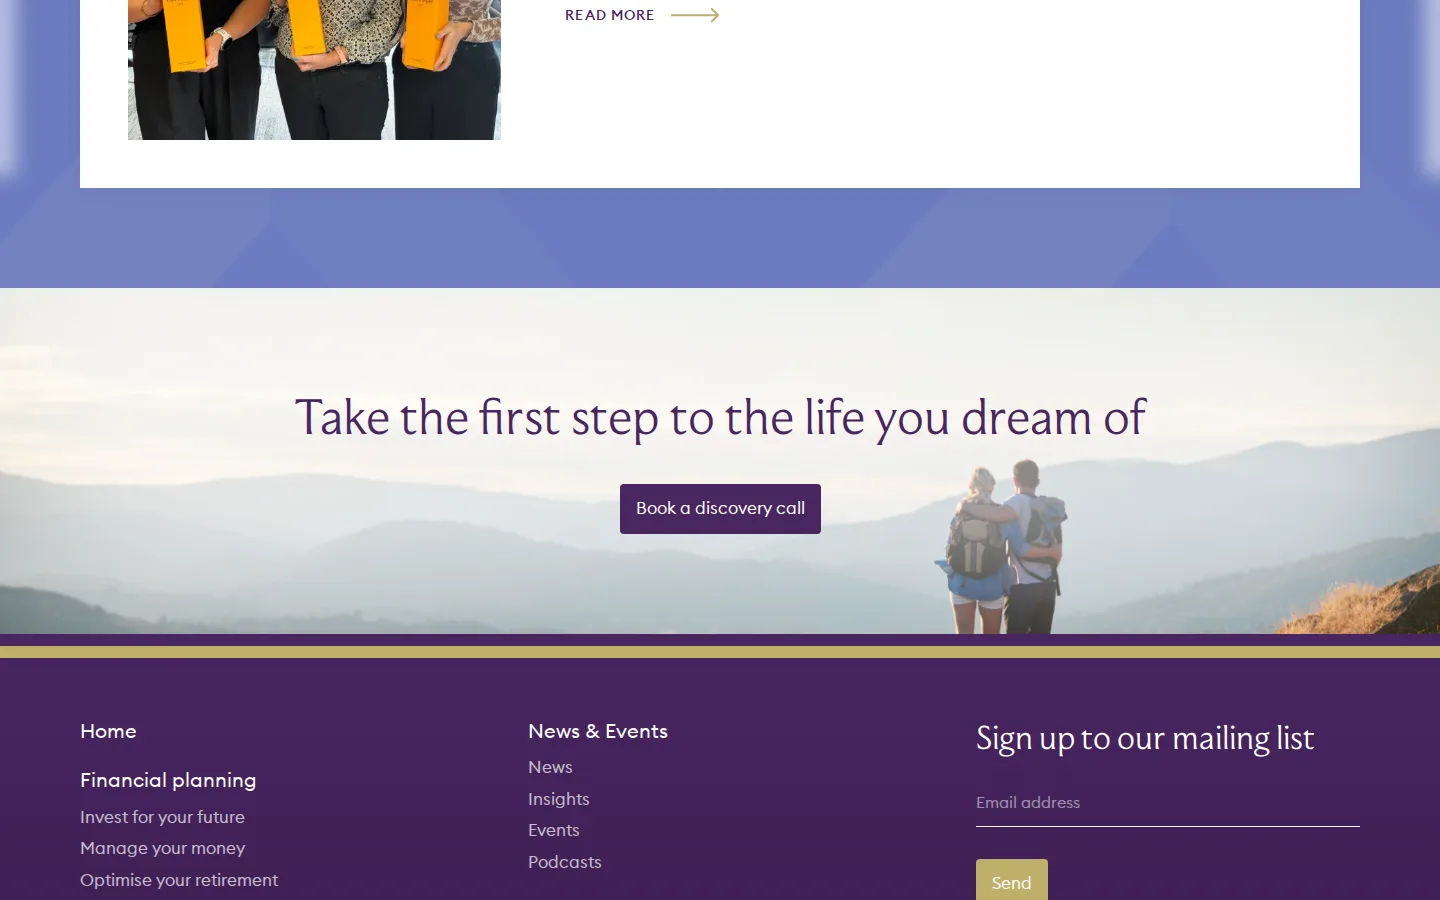 READ MORE
Take the first step to the life you dream of
Book a discovery call
Home
Financial planning
Invest for your future
Manage your money
Optimise your retirement
News & Events
News
Insights
Events
Podcasts
Sign up to our mailing list
Email address
Send